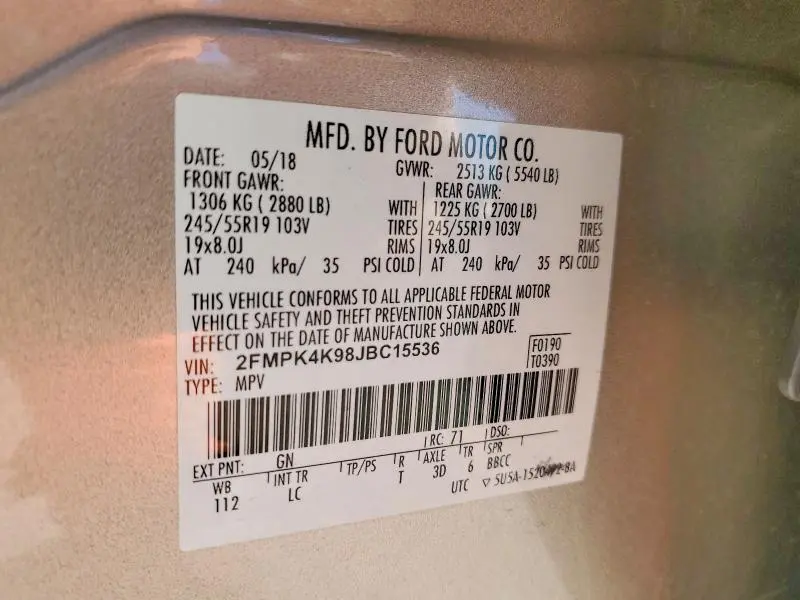 MFD. BY FORD MOTOR CO.
DATE: 05/18 GVWR: 2513 KG ( 5540 LB)
FRONT GAWR: REAR GAWR:
1306 KG ( 2880 LB) WITH 1225 KG ( 2700 LB) WITH
245/55R19 103V TIRES 245/55R19 103V TIRES
19x8.0J RIMS 19x8.0J RIMS
AT 240 kPa/ 35 PSI COLD AT 240 kPa/ 35 PSI COLD
THIS VEHICLE CONFORMS TO ALL APPLICABLE FEDERAL MOTOR
VEHICLE SAFETY AND THEFT PREVENTION STANDARDS IN
EFFECT ON THE DATE OF MANUFACTURE SHOWN ABOVE.
VIN: 2FMPK4K98JBC15536 F0190
TYPE: MPV T0390
EXT PNT: GN RC: 71 DSO:
WB INT TR TP/PS R AXLE TR SPR
112 LC T 3D 6 BBCC
UTC